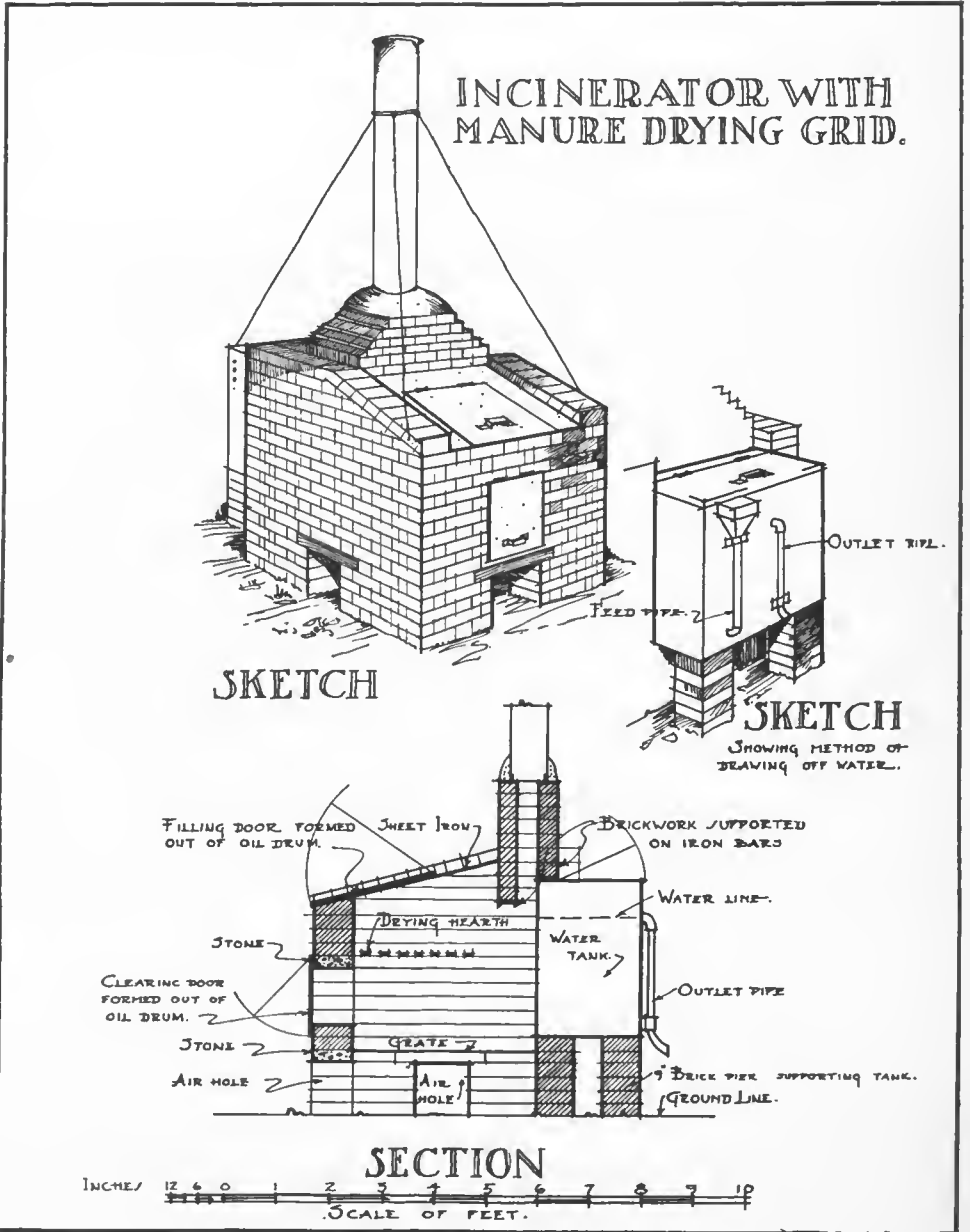 INCINERATOR WITH
MANURE DRYING GRID.
OUTLET PIPE.
FEED PIPE.
SKETCH
SKETCH
SHOWING METHOD OF
DRAWING OFF WATER.
FILLING DOOR FORMED
OUT OF OIL DRUM.
SHEET IRON
BRICKWORK SUPPORTED
ON IRON BARS
WATER LINE.
DRYING HEARTH
STONE
WATER
TANK.
CLEARING DOOR
FORMED OUT OF
OIL DRUM.
OUTLET PIPE
STONE
GRATE
AIR HOLE
AIR
HOLE
9" BRICK PIER SUPPORTING TANK.
GROUND LINE.
SECTION
INCHES 12 6 0 1 2 3 4 5 6 7 8 9 10
SCALE OF FEET.